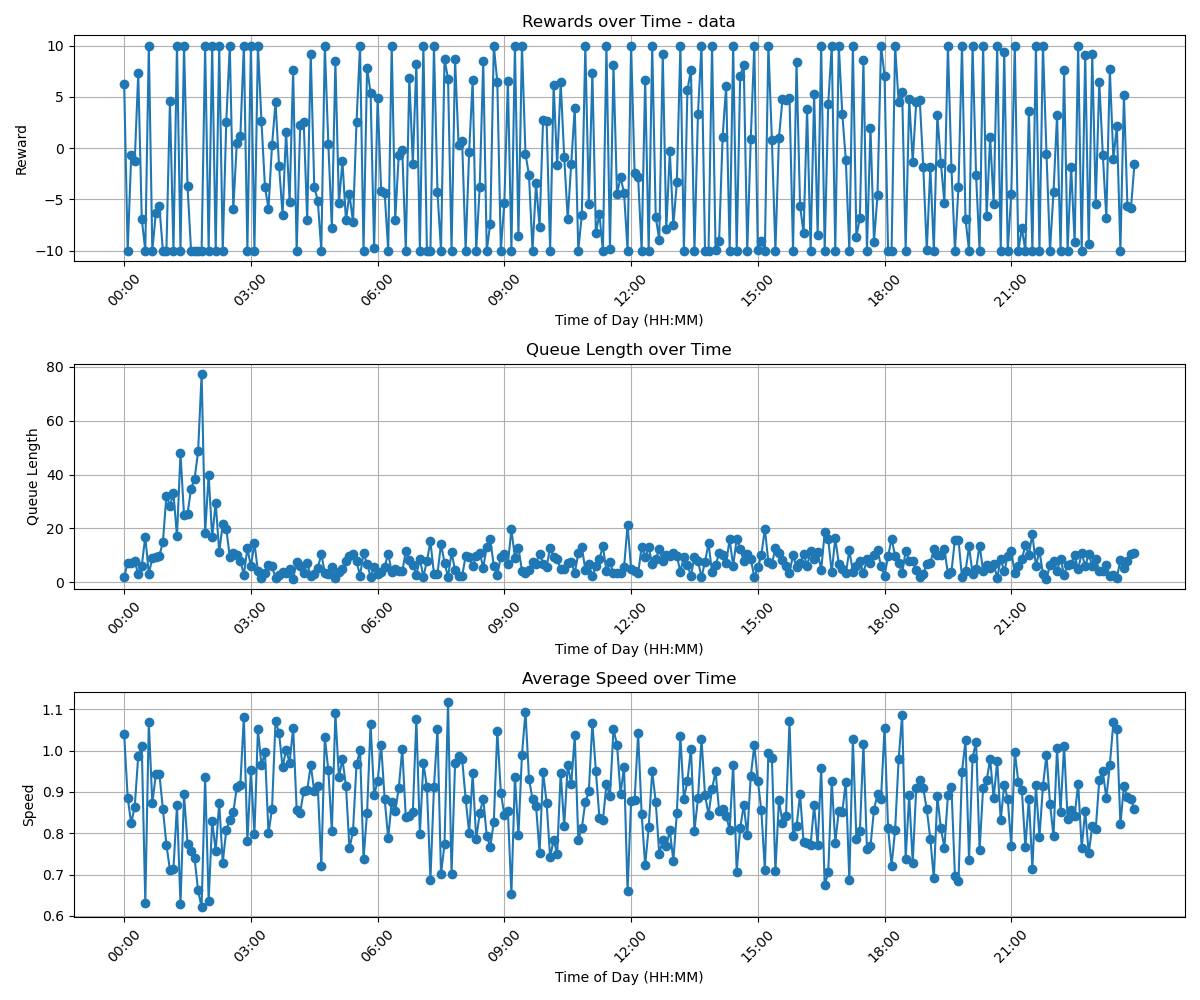 Rewards over Time - data
10
5
0
−5
−10
Reward
00:00 03:00 06:00 09:00 12:00 15:00 18:00 21:00
Time of Day (HH:MM)
Queue Length over Time
80
60
40
20
0
Queue Length
00:00 03:00 06:00 09:00 12:00 15:00 18:00 21:00
Time of Day (HH:MM)
Average Speed over Time
1.1
1.0
0.9
0.8
0.7
0.6
Speed
00:00 03:00 06:00 09:00 12:00 15:00 18:00 21:00
Time of Day (HH:MM)